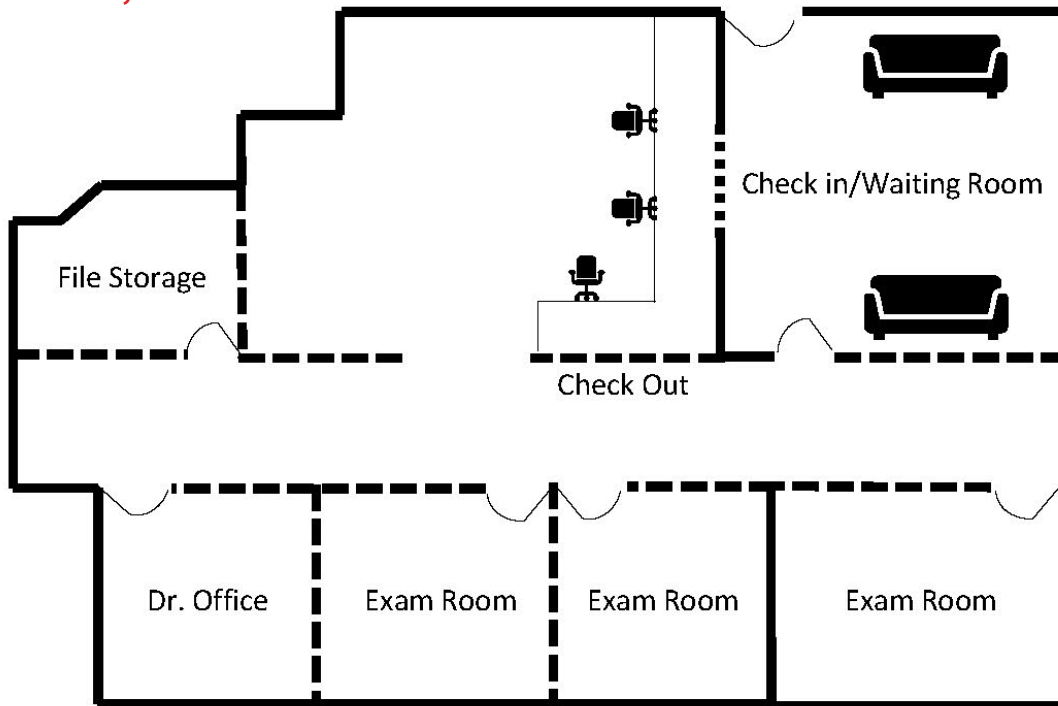 Check in/Waiting Room
File Storage
Check Out
Dr. Office
Exam Room
Exam Room
Exam Room